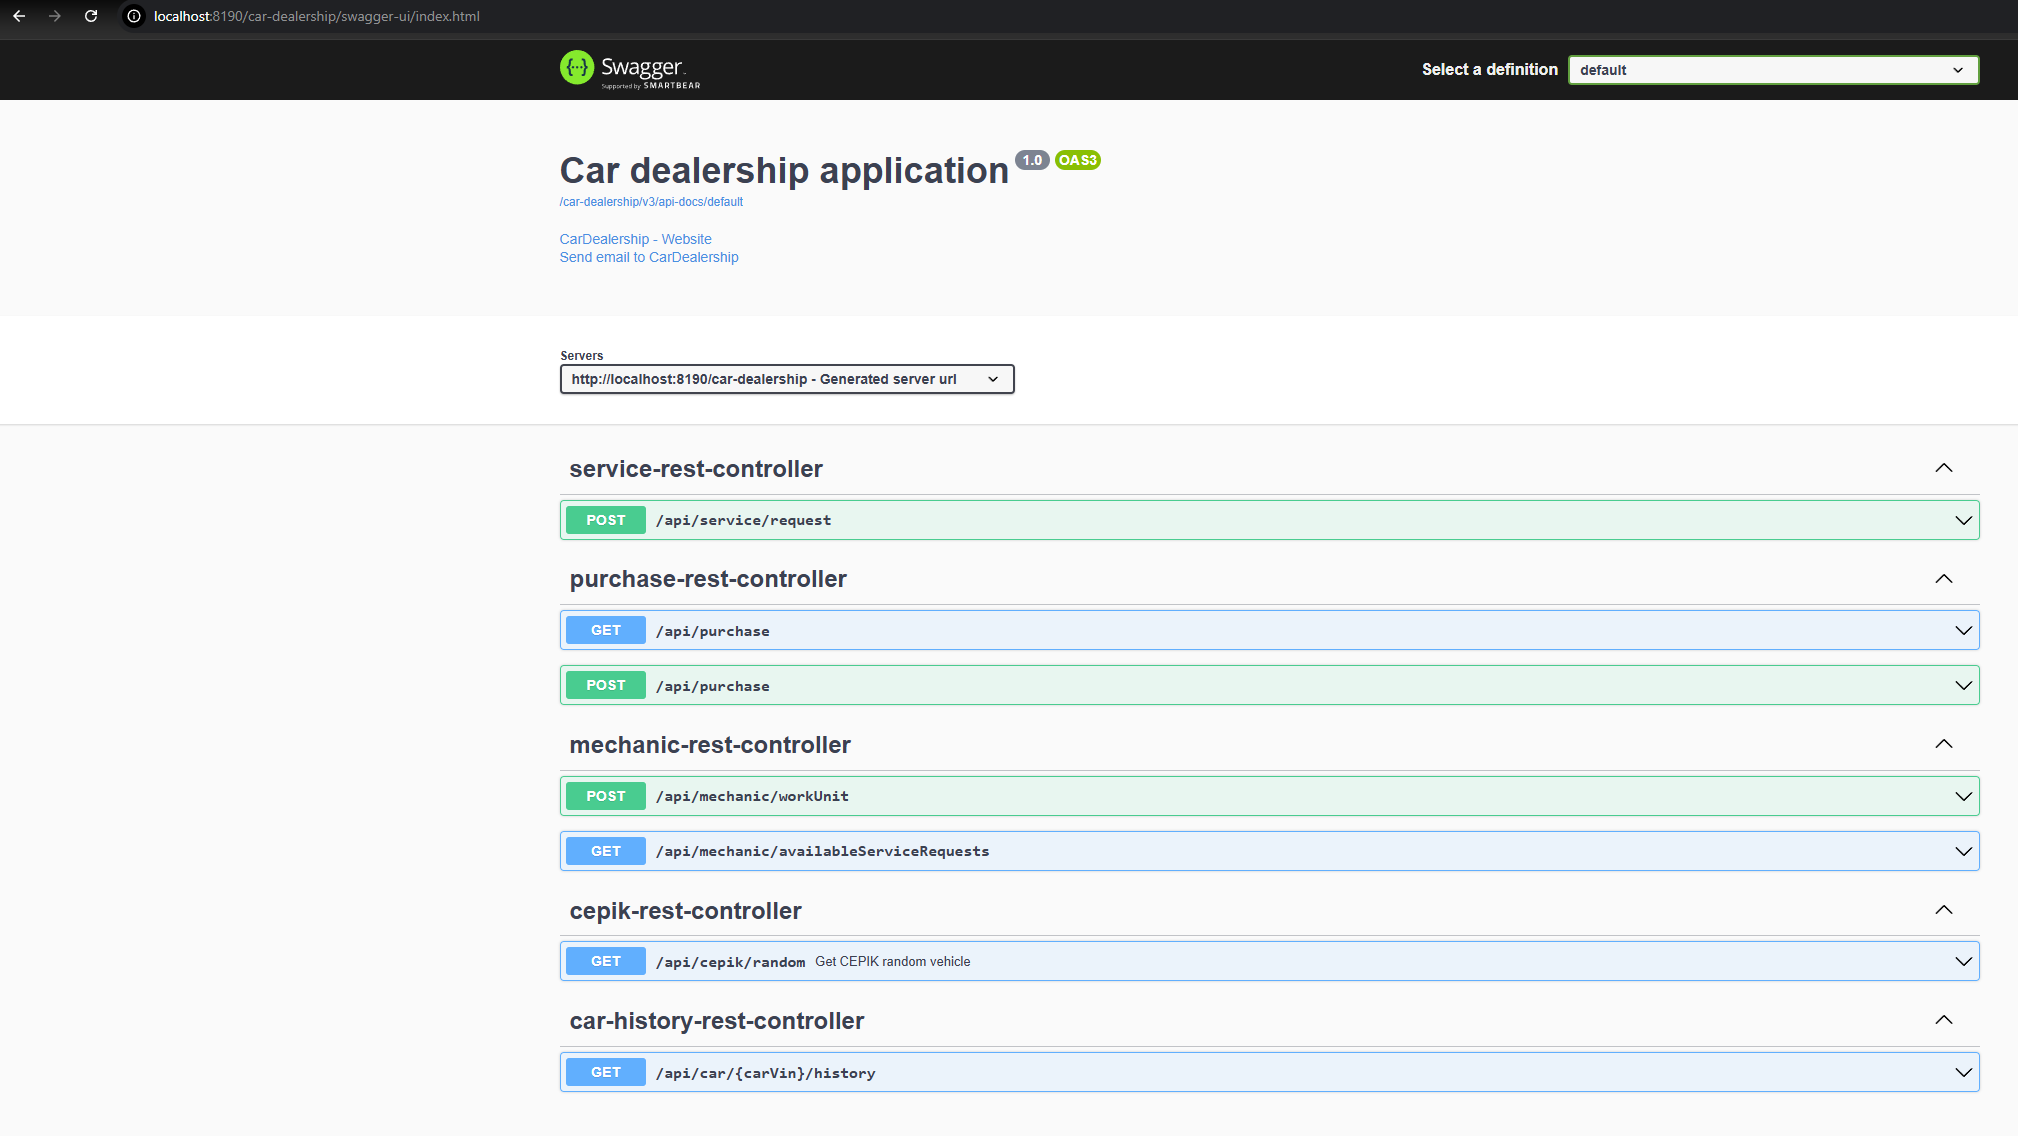 localhost:8190/car-dealership/swagger-ui/index.html
Swagger
Supported by SMARTBEAR
Select a definition
default
Car dealership application 1.0 OAS3
/car-dealership/v3/api-docs/default
CarDealership - Website
Send email to CarDealership
Servers
http://localhost:8190/car-dealership - Generated server url
service-rest-controller
POST /api/service/request
purchase-rest-controller
GET /api/purchase
POST /api/purchase
mechanic-rest-controller
POST /api/mechanic/workUnit
GET /api/mechanic/availableServiceRequests
cepik-rest-controller
GET /api/cepik/random Get CEPIK random vehicle
car-history-rest-controller
GET /api/car/{carVin}/history